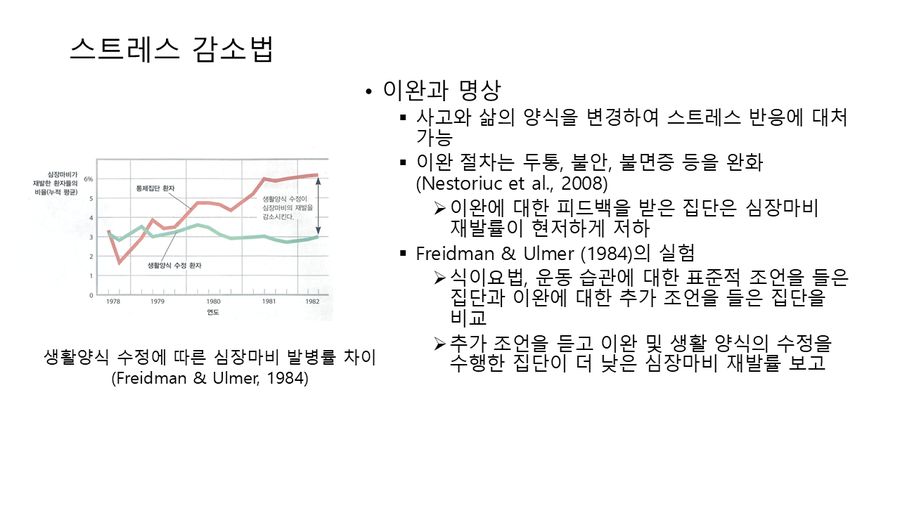 스트레스 감소법
• 이완과 명상
▪ 사고와 삶의 양식을 변경하여 스트레스 반응에 대처
가능
▪ 이완 절차는 두통, 불안, 불면증 등을 완화
(Nestoriuc et al., 2008)
➢이완에 대한 피드백을 받은 집단은 심장마비
재발률이 현저하게 저하
▪ Freidman & Ulmer (1984)의 실험
➢식이요법, 운동 습관에 대한 표준적 조언을 들은
집단과 이완에 대한 추가 조언을 들은 집단을
비교
➢추가 조언을 듣고 이완 및 생활 양식의 수정을
수행한 집단이 더 낮은 심장마비 재발률 보고
심장마비가
재발한 환자들의
비율(누적 평균)
6%
5
4
3
2
1
0
통제집단 환자
생활양식 수정이
심장마비의 재발을
감소시킨다.
생활양식 수정 환자
1978 1979 1980 1981 1982
연도
생활양식 수정에 따른 심장마비 발병률 차이
(Freidman & Ulmer, 1984)